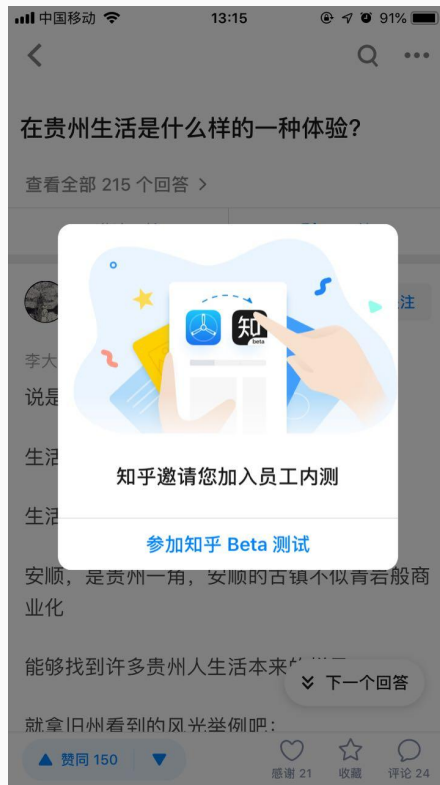 中国移动 13:15 91%
在贵州生活是什么样的一种体验?
查看全部 215 个回答 >
知
beta
注
李大
说是
知乎邀请您加入员工内测
生活
参加知乎 Beta 测试
生活
安顺，是贵州一角，安顺的古镇不似青岩般商
业化
能够找到许多贵州人生活本来的
下一个回答
就拿旧州看到的风光举例吧：
赞同 150
感谢 21
收藏
评论 24